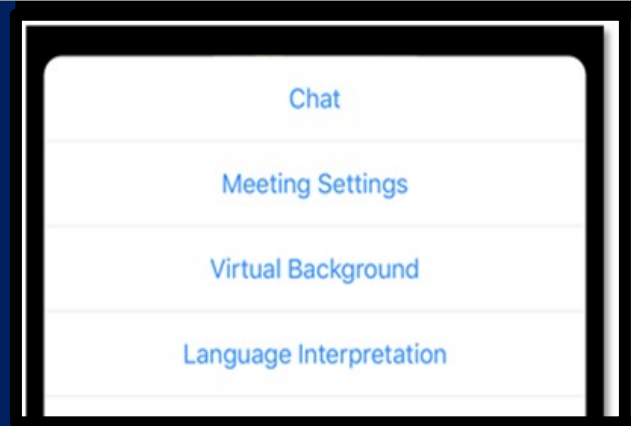 Chat
Meeting Settings
Virtual Background
Language Interpretation